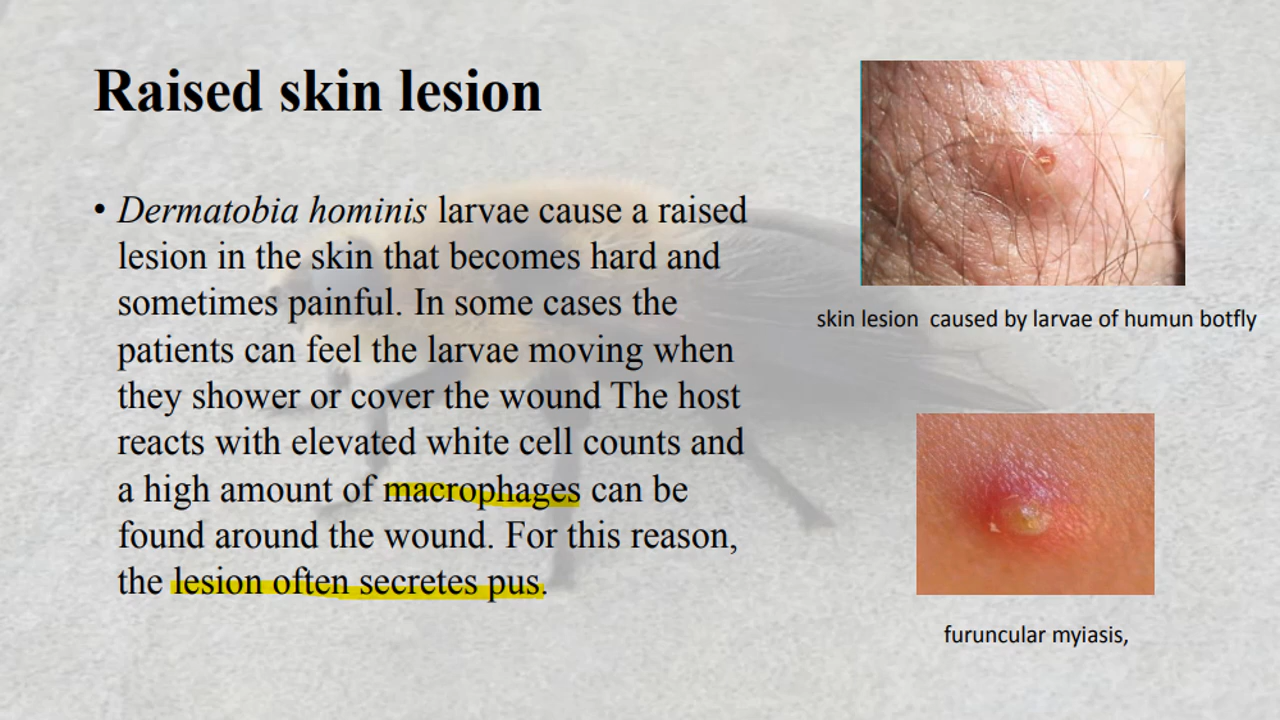 Raised skin lesion
• Dermatobia hominis larvae cause a raised
lesion in the skin that becomes hard and
sometimes painful. In some cases the
patients can feel the larvae moving when
they shower or cover the wound The host
reacts with elevated white cell counts and
a high amount of macrophages can be
found around the wound. For this reason,
the lesion often secretes pus.
skin lesion  caused by larvae of humun botfly
furuncular myiasis,